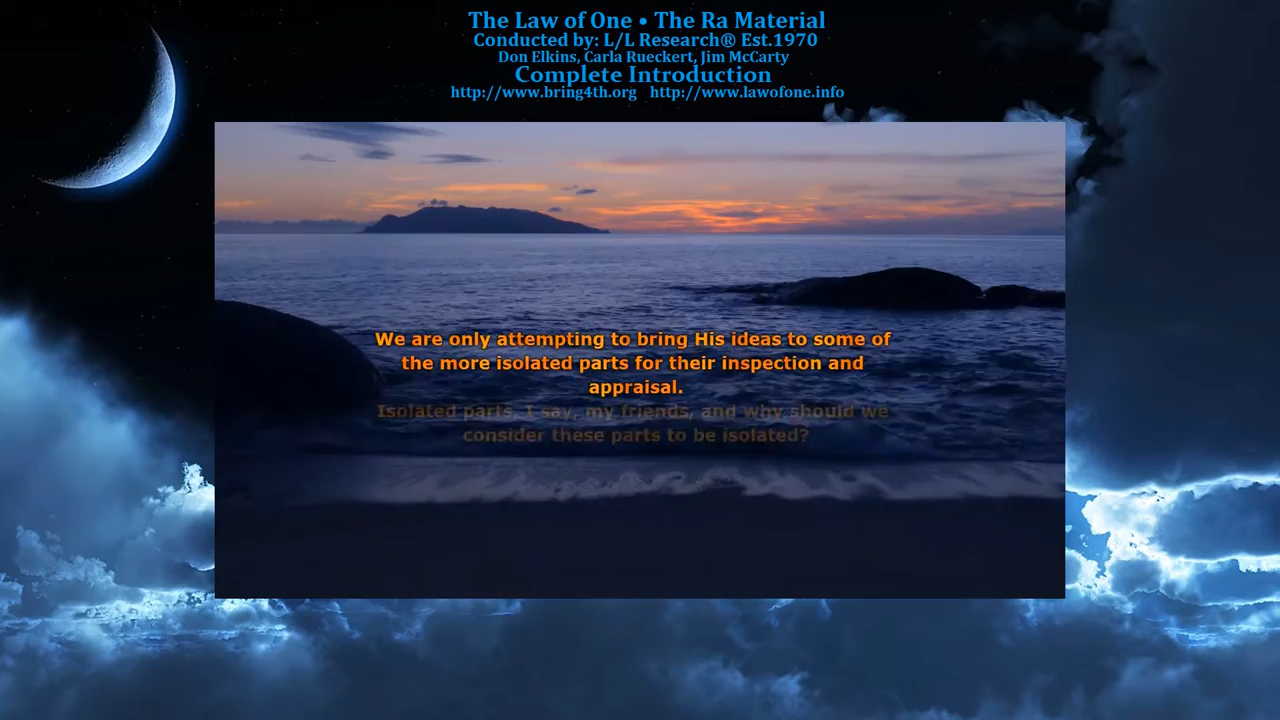 The Law of One • The Ra Material
Conducted by: L/L Research® Est.1970
Don Elkins, Carla Rueckert, Jim McCarty
Complete Introduction
http://www.bring4th.org http://www.lawofone.info
We are only attempting to bring His ideas to some of
the more isolated parts for their inspection and
appraisal.
Isolated parts, I say, my friends, and why should we
consider these parts to be isolated?